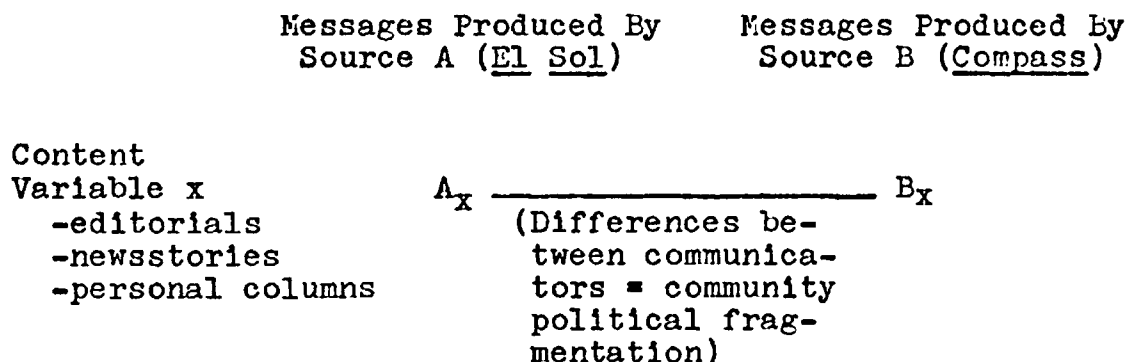 Messages Produced By Messages Produced By
Source A (El Sol) Source B (Compass)
Content
Variable x Ax Bx
-editorials (Differences be-
-newsstories tween communica-
-personal columns tors = community
political frag-
mentation)